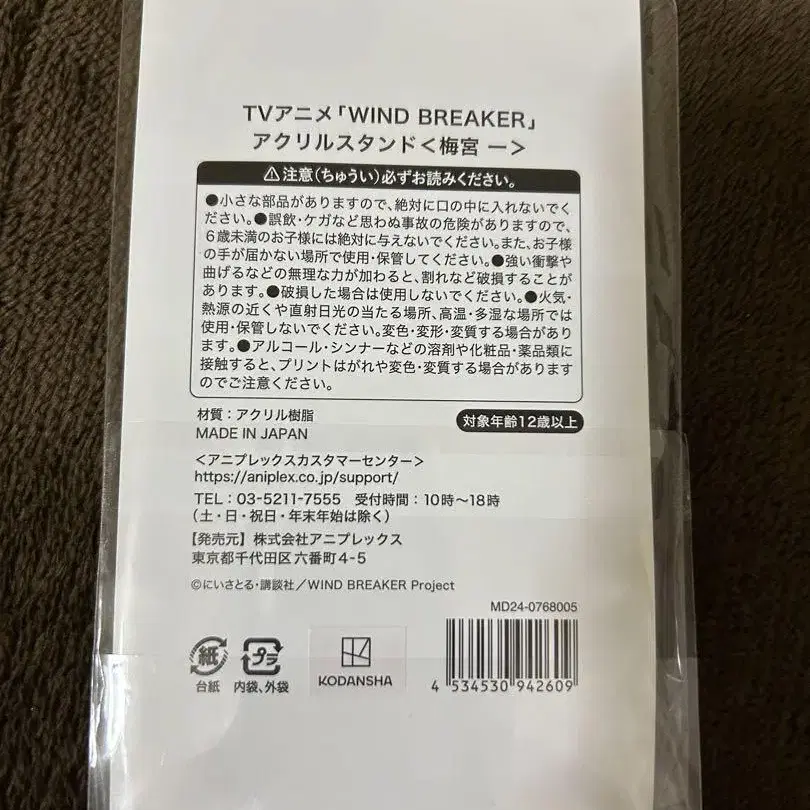 TVアニメ「WIND BREAKER」
アクリルスタンド＜梅宮 一＞
⚠注意(ちゅうい)必ずお読みください。
●小さな部品がありますので、絶対に口の中に入れないでく
ださい。●誤飲・ケガなど思わぬ事故の危険がありますので、
6歳未満のお子様には絶対に与えないでください。また、お子様
の手が届かない場所で使用・保管してください。●強い衝撃や
曲げるなどの無理な力が加わると、割れなど破損することが
あります。●破損した場合は使用しないでください。●火気・
熱源の近くや直射日光の当たる場所、高温・多湿な場所では
使用・保管しないでください。変色・変形・変質する場合があり
ます。●アルコール・シンナーなどの溶剤や化粧品・薬品類に
接触すると、プリントはがれや変色・変質する場合があります
のでご注意ください。
材質：アクリル樹脂
MADE IN JAPAN
対象年齢12歳以上
＜アニプレックスカスタマーセンター＞
https://aniplex.co.jp/support/
TEL：03-5211-7555 受付時間：10時～18時
（土・日・祝日・年末年始は除く）
【発売元】株式会社アニプレックス
東京都千代田区六番町4-5
©にいさとる・講談社／WIND BREAKER Project
MD24-0768005
紙
台紙
プラ
内袋、外袋
KODANSHA
4 534530 942609